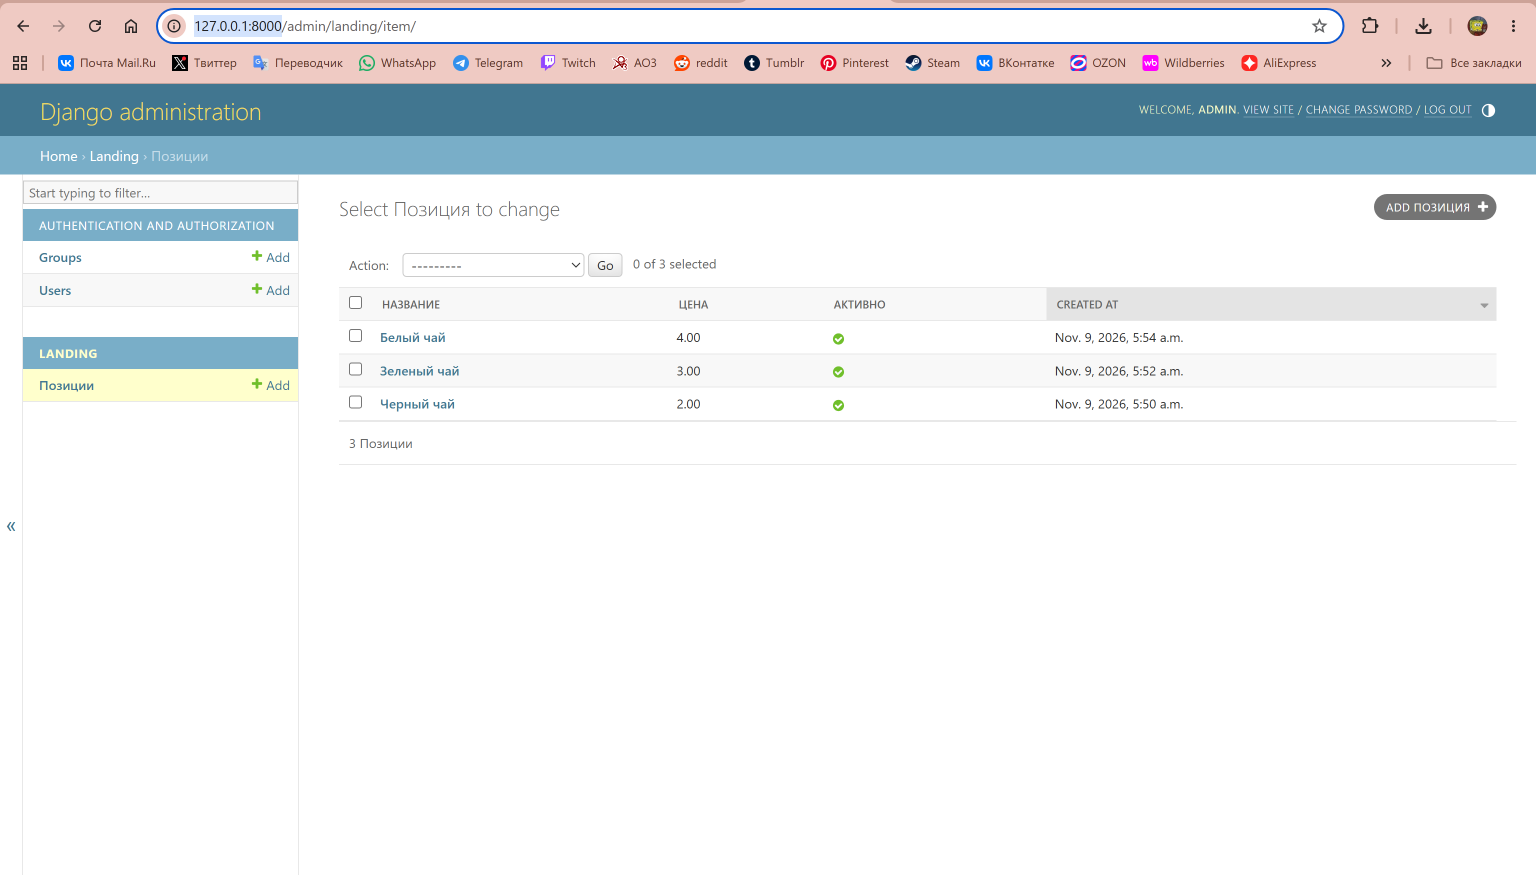 127.0.0.1:8000/admin/landing/item/
Почта Mail.Ru Твиттер Переводчик WhatsApp Telegram Twitch AO3 reddit Tumblr Pinterest Steam ВКонтакте OZON Wildberries AliExpress » Все закладки
Django administration
WELCOME, ADMIN. VIEW SITE / CHANGE PASSWORD / LOG OUT
Home › Landing › Позиции
Start typing to filter...
AUTHENTICATION AND AUTHORIZATION
Groups + Add
Users + Add
LANDING
Позиции + Add
«
Select Позиция to change
ADD ПОЗИЦИЯ +
Action: --------- Go 0 of 3 selected
НАЗВАНИЕ ЦЕНА АКТИВНО CREATED AT
Белый чай 4.00 Nov. 9, 2026, 5:54 a.m.
Зеленый чай 3.00 Nov. 9, 2026, 5:52 a.m.
Черный чай 2.00 Nov. 9, 2026, 5:50 a.m.
3 Позиции